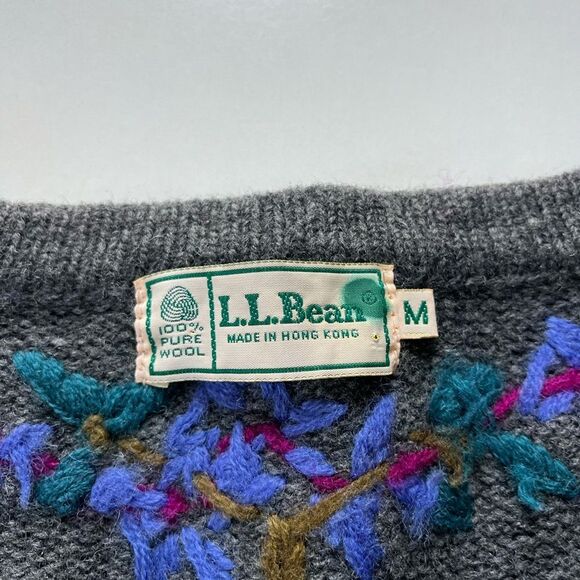 100%
PURE
WOOL
L.L.Bean®
MADE IN HONG KONG
M